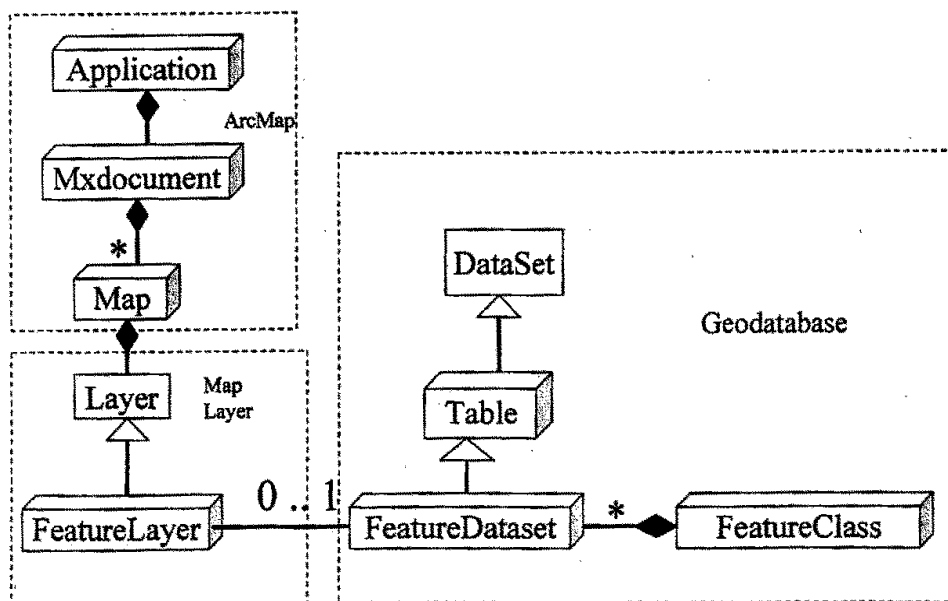 Application
ArcMap
Mxdocument
*
Map
DataSet
Geodatabase
Layer
Map
Layer
Table
0 .. 1
FeatureLayer
FeatureDataset
*
FeatureClass